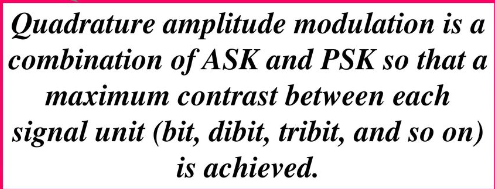 Quadrature amplitude modulation is a
combination of ASK and PSK so that a
maximum contrast between each
signal unit (bit, dibit, tribit, and so on)
is achieved.